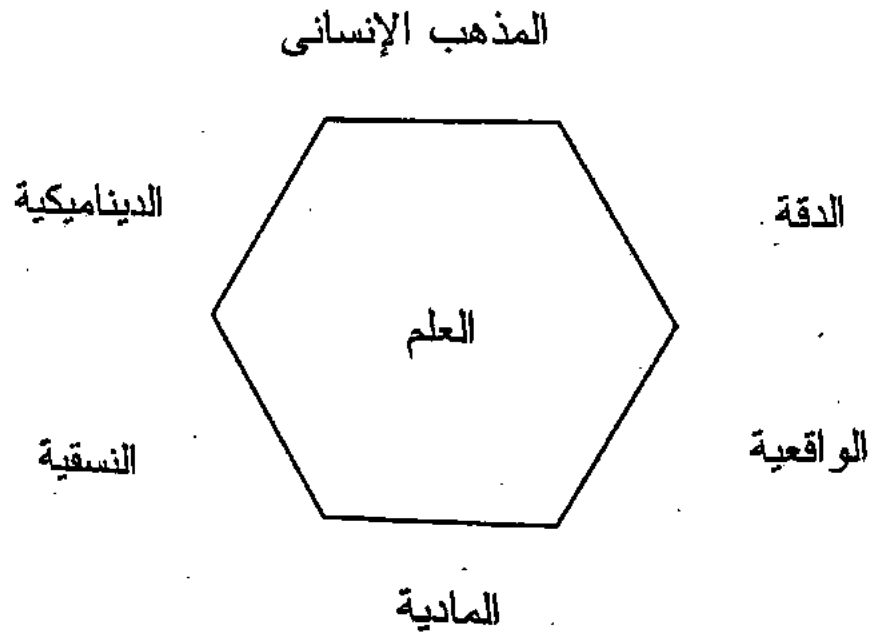 المذهب الإنسانى
الدقة
الديناميكية
العلم
الواقعية
النسقية
المادية